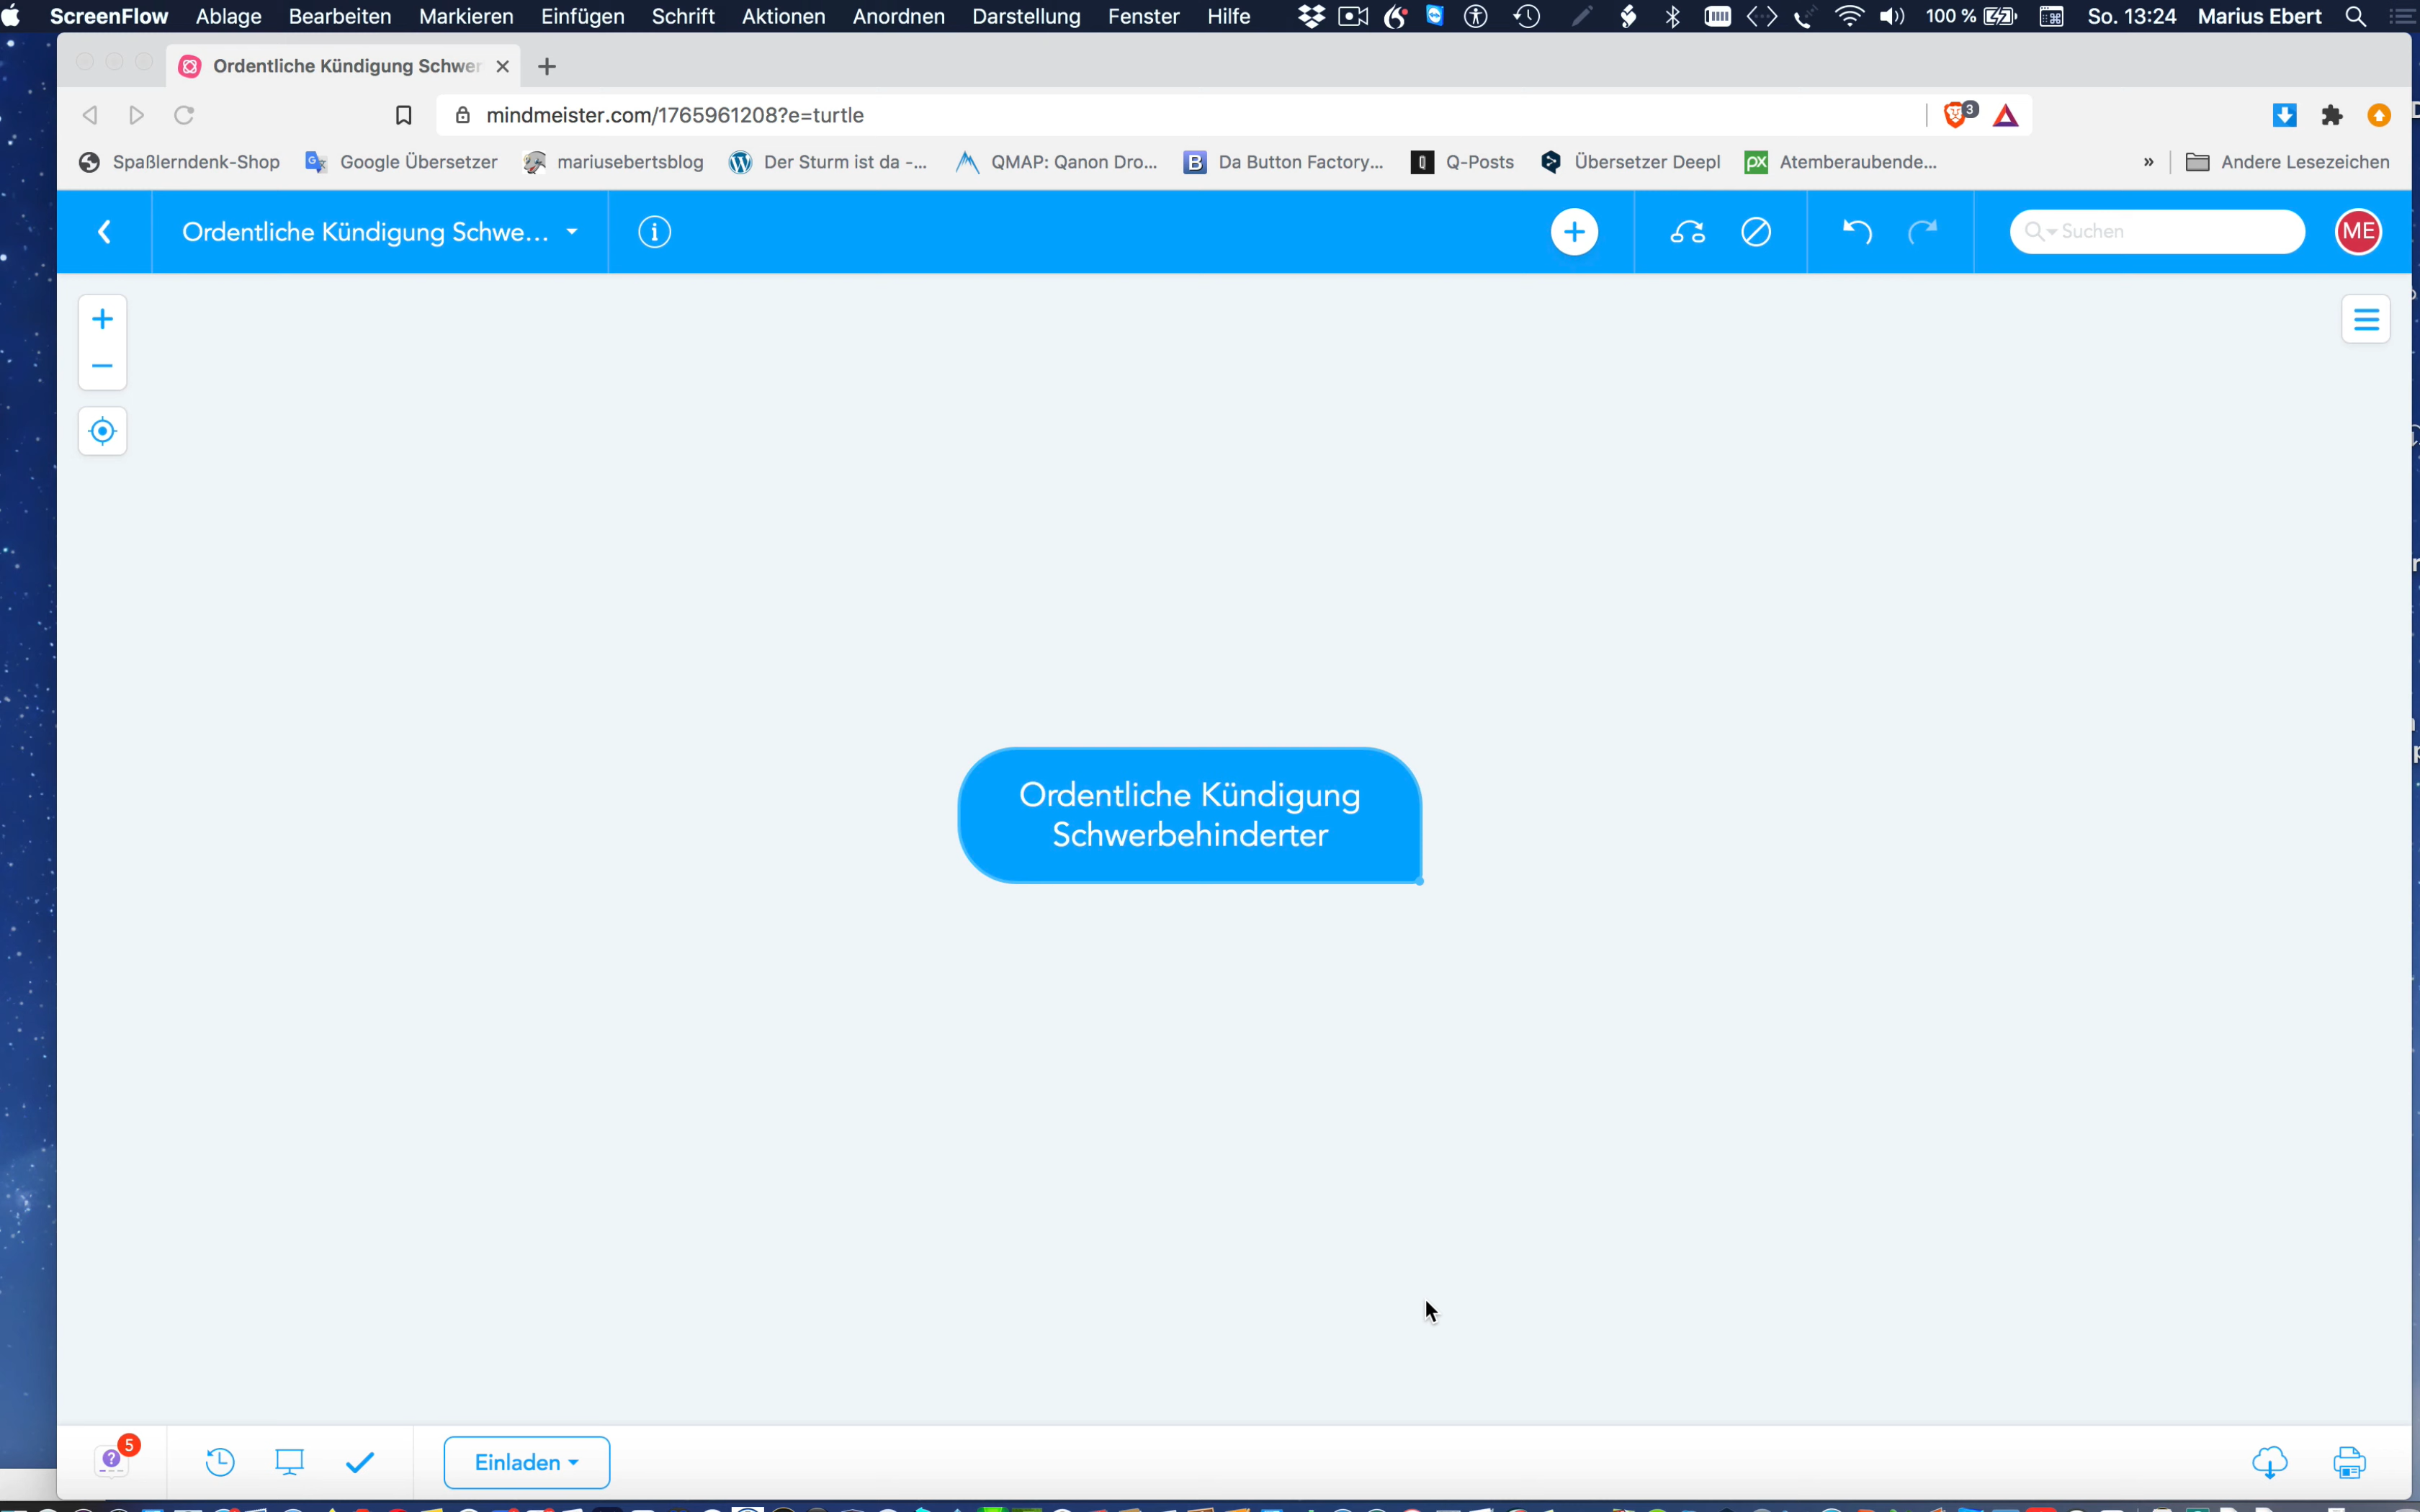 ScreenFlow Ablage Bearbeiten Markieren Einfügen Schrift Aktionen Anordnen Darstellung Fenster Hilfe 100 % So. 13:24 Marius Ebert
Ordentliche Kündigung Schwer
mindmeister.com/1765961208?e=turtle
3
Spaßlerndenk-Shop Google Übersetzer mariusebertsblog Der Sturm ist da -... QMAP: Qanon Dro... B Da Button Factory... Q Q-Posts Übersetzer Deepl px Atemberaubende... » Andere Lesezeichen
Ordentliche Kündigung Schwe... Suchen ME
Ordentliche Kündigung
Schwerbehinderter
5
Einladen